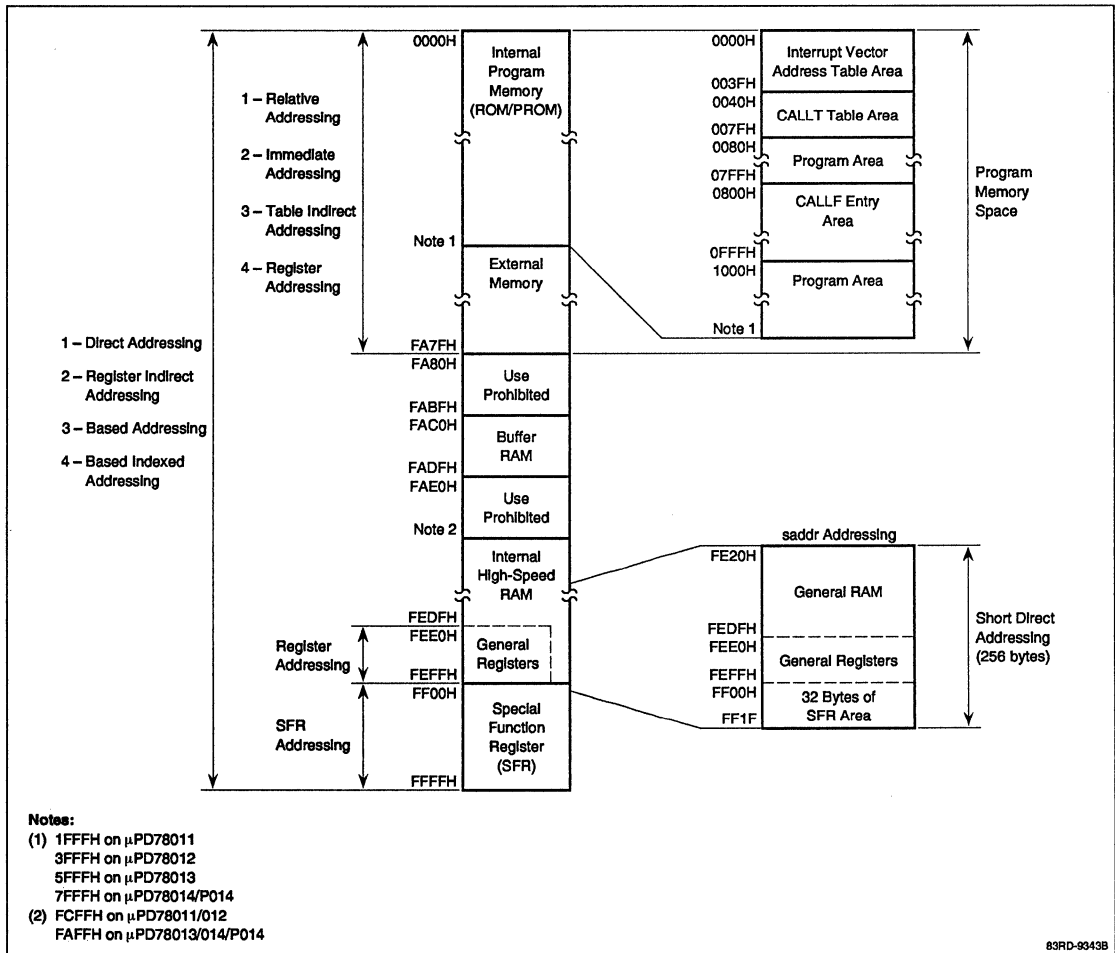 1 – Direct Addressing
2 – Register Indirect
Addressing
3 – Based Addressing
4 – Based Indexed
Addressing
1 – Relative
Addressing
2 – Immediate
Addressing
3 – Table Indirect
Addressing
4 – Register
Addressing
Register
Addressing
SFR
Addressing
0000H
Internal
Program
Memory
(ROM/PROM)
Note 1
External
Memory
FA7FH
FA80H
Use
Prohibited
FABFH
FAC0H
Buffer
RAM
FADFH
FAE0H
Use
Prohibited
Note 2
Internal
High-Speed
RAM
FEDFH
FEE0H
General
Registers
FEFFH
FF00H
Special
Function
Register
(SFR)
FFFFH
0000H
Interrupt Vector
Address Table Area
003FH
0040H
CALLT Table Area
007FH
0080H
Program Area
07FFH
0800H
CALLF Entry
Area
0FFFH
1000H
Program Area
Note 1
Program
Memory
Space
saddr Addressing
FE20H
General RAM
FEDFH
FEE0H
General Registers
FEFFH
FF00H
32 Bytes of
SFR Area
FF1F
Short Direct
Addressing
(256 bytes)
Notes:
(1) 1FFFH on μPD78011
3FFFH on μPD78012
5FFFH on μPD78013
7FFFH on μPD78014/P014
(2) FCFFH on μPD78011/012
FAFFH on μPD78013/014/P014
83RD-9343B